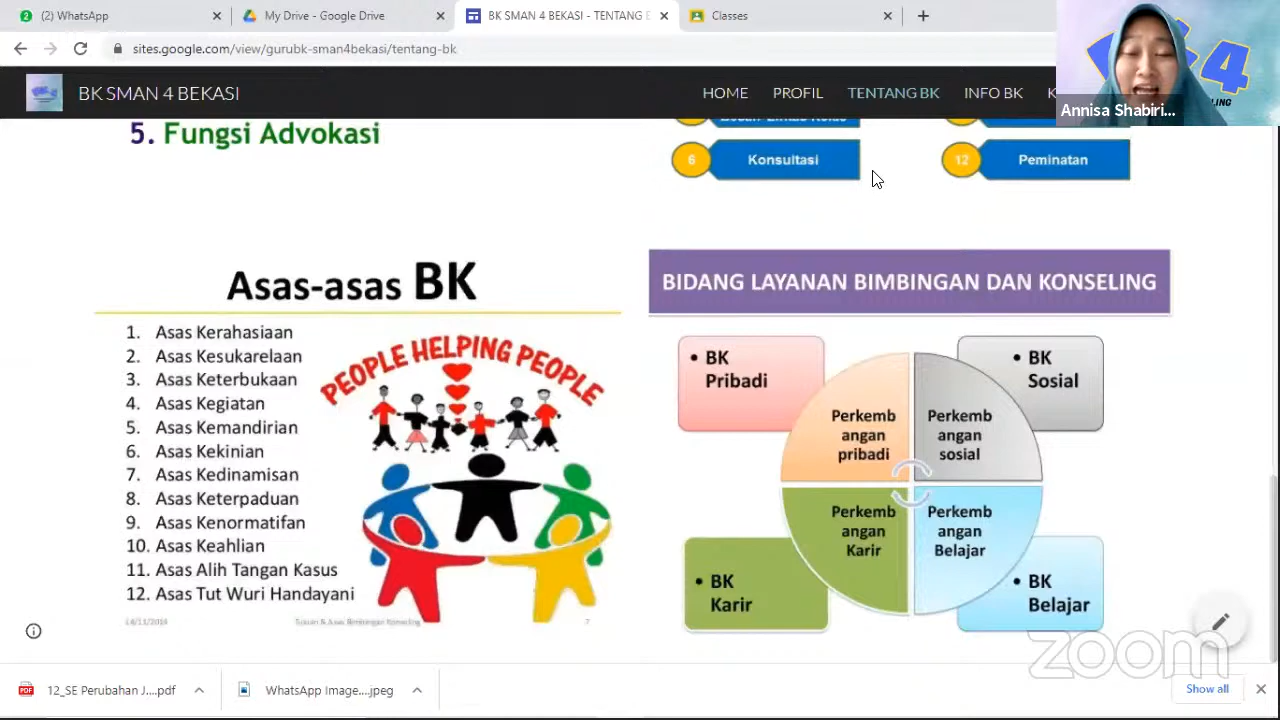 (2) WhatsApp
My Drive - Google Drive
BK SMAN 4 BEKASI - TENTANG B
Classes
sites.google.com/view/gurubk-sman4bekasi/tentang-bk
BK SMAN 4 BEKASI
HOME
PROFIL
TENTANG BK
INFO BK
K
4
Annisa Shabiri...
5. Fungsi Advokasi
6
Konsultasi
12
Peminatan
Asas-asas BK
1. Asas Kerahasiaan
2. Asas Kesukarelaan
3. Asas Keterbukaan
4. Asas Kegiatan
5. Asas Kemandirian
6. Asas Kekinian
7. Asas Kedinamisan
8. Asas Keterpaduan
9. Asas Kenormatifan
10. Asas Keahlian
11. Asas Alih Tangan Kasus
12. Asas Tut Wuri Handayani
PEOPLE HELPING PEOPLE
7
BIDANG LAYANAN BIMBINGAN DAN KONSELING
• BK
Pribadi
• BK
Sosial
Perkemb
angan
pribadi
Perkemb
angan
sosial
Perkemb
angan
Karir
Perkemb
angan
Belajar
• BK
Karir
• BK
Belajar
zoom
12_SE Perubahan J....pdf
WhatsApp Image....jpeg
Show all